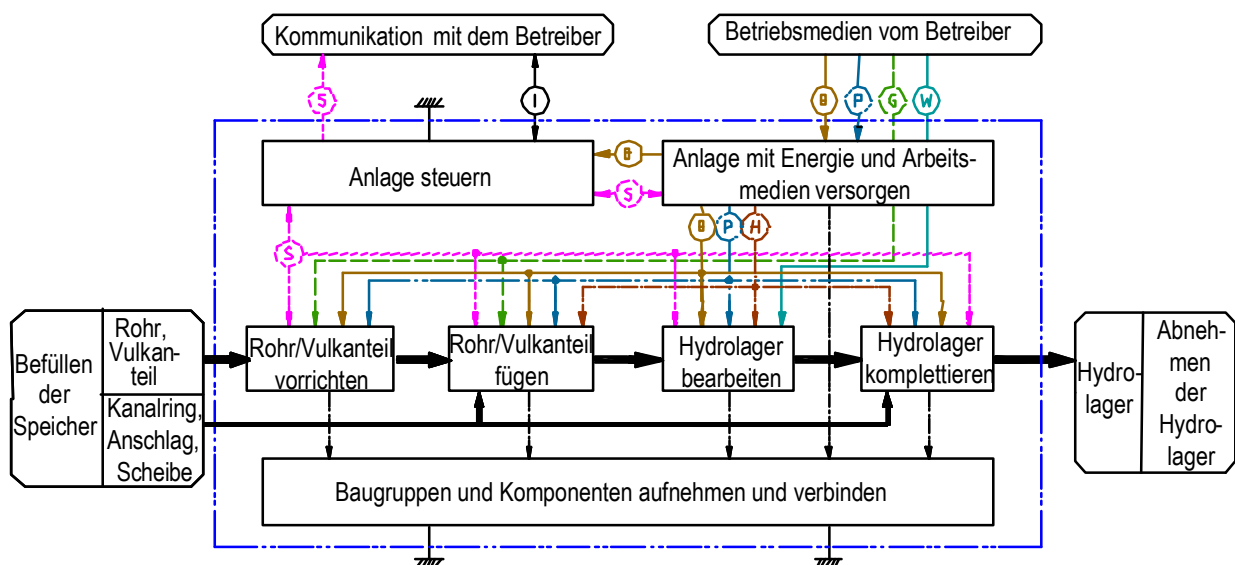 Kommunikation mit dem Betreiber
Betriebsmedien vom Betreiber
5
I
B
P
G
W
Anlage steuern
B
S
Anlage mit Energie und Arbeits-
medien versorgen
B
P
H
S
Befüllen
der
Speicher
Rohr,
Vulkan-
teil
Kanalring,
Anschlag,
Scheibe
Rohr/Vulkanteil
vorrichten
Rohr/Vulkanteil
fügen
Hydrolager
bearbeiten
Hydrolager
komplettieren
Hydro-
lager
Abneh-
men
der
Hydro-
lager
Baugruppen und Komponenten aufnehmen und verbinden